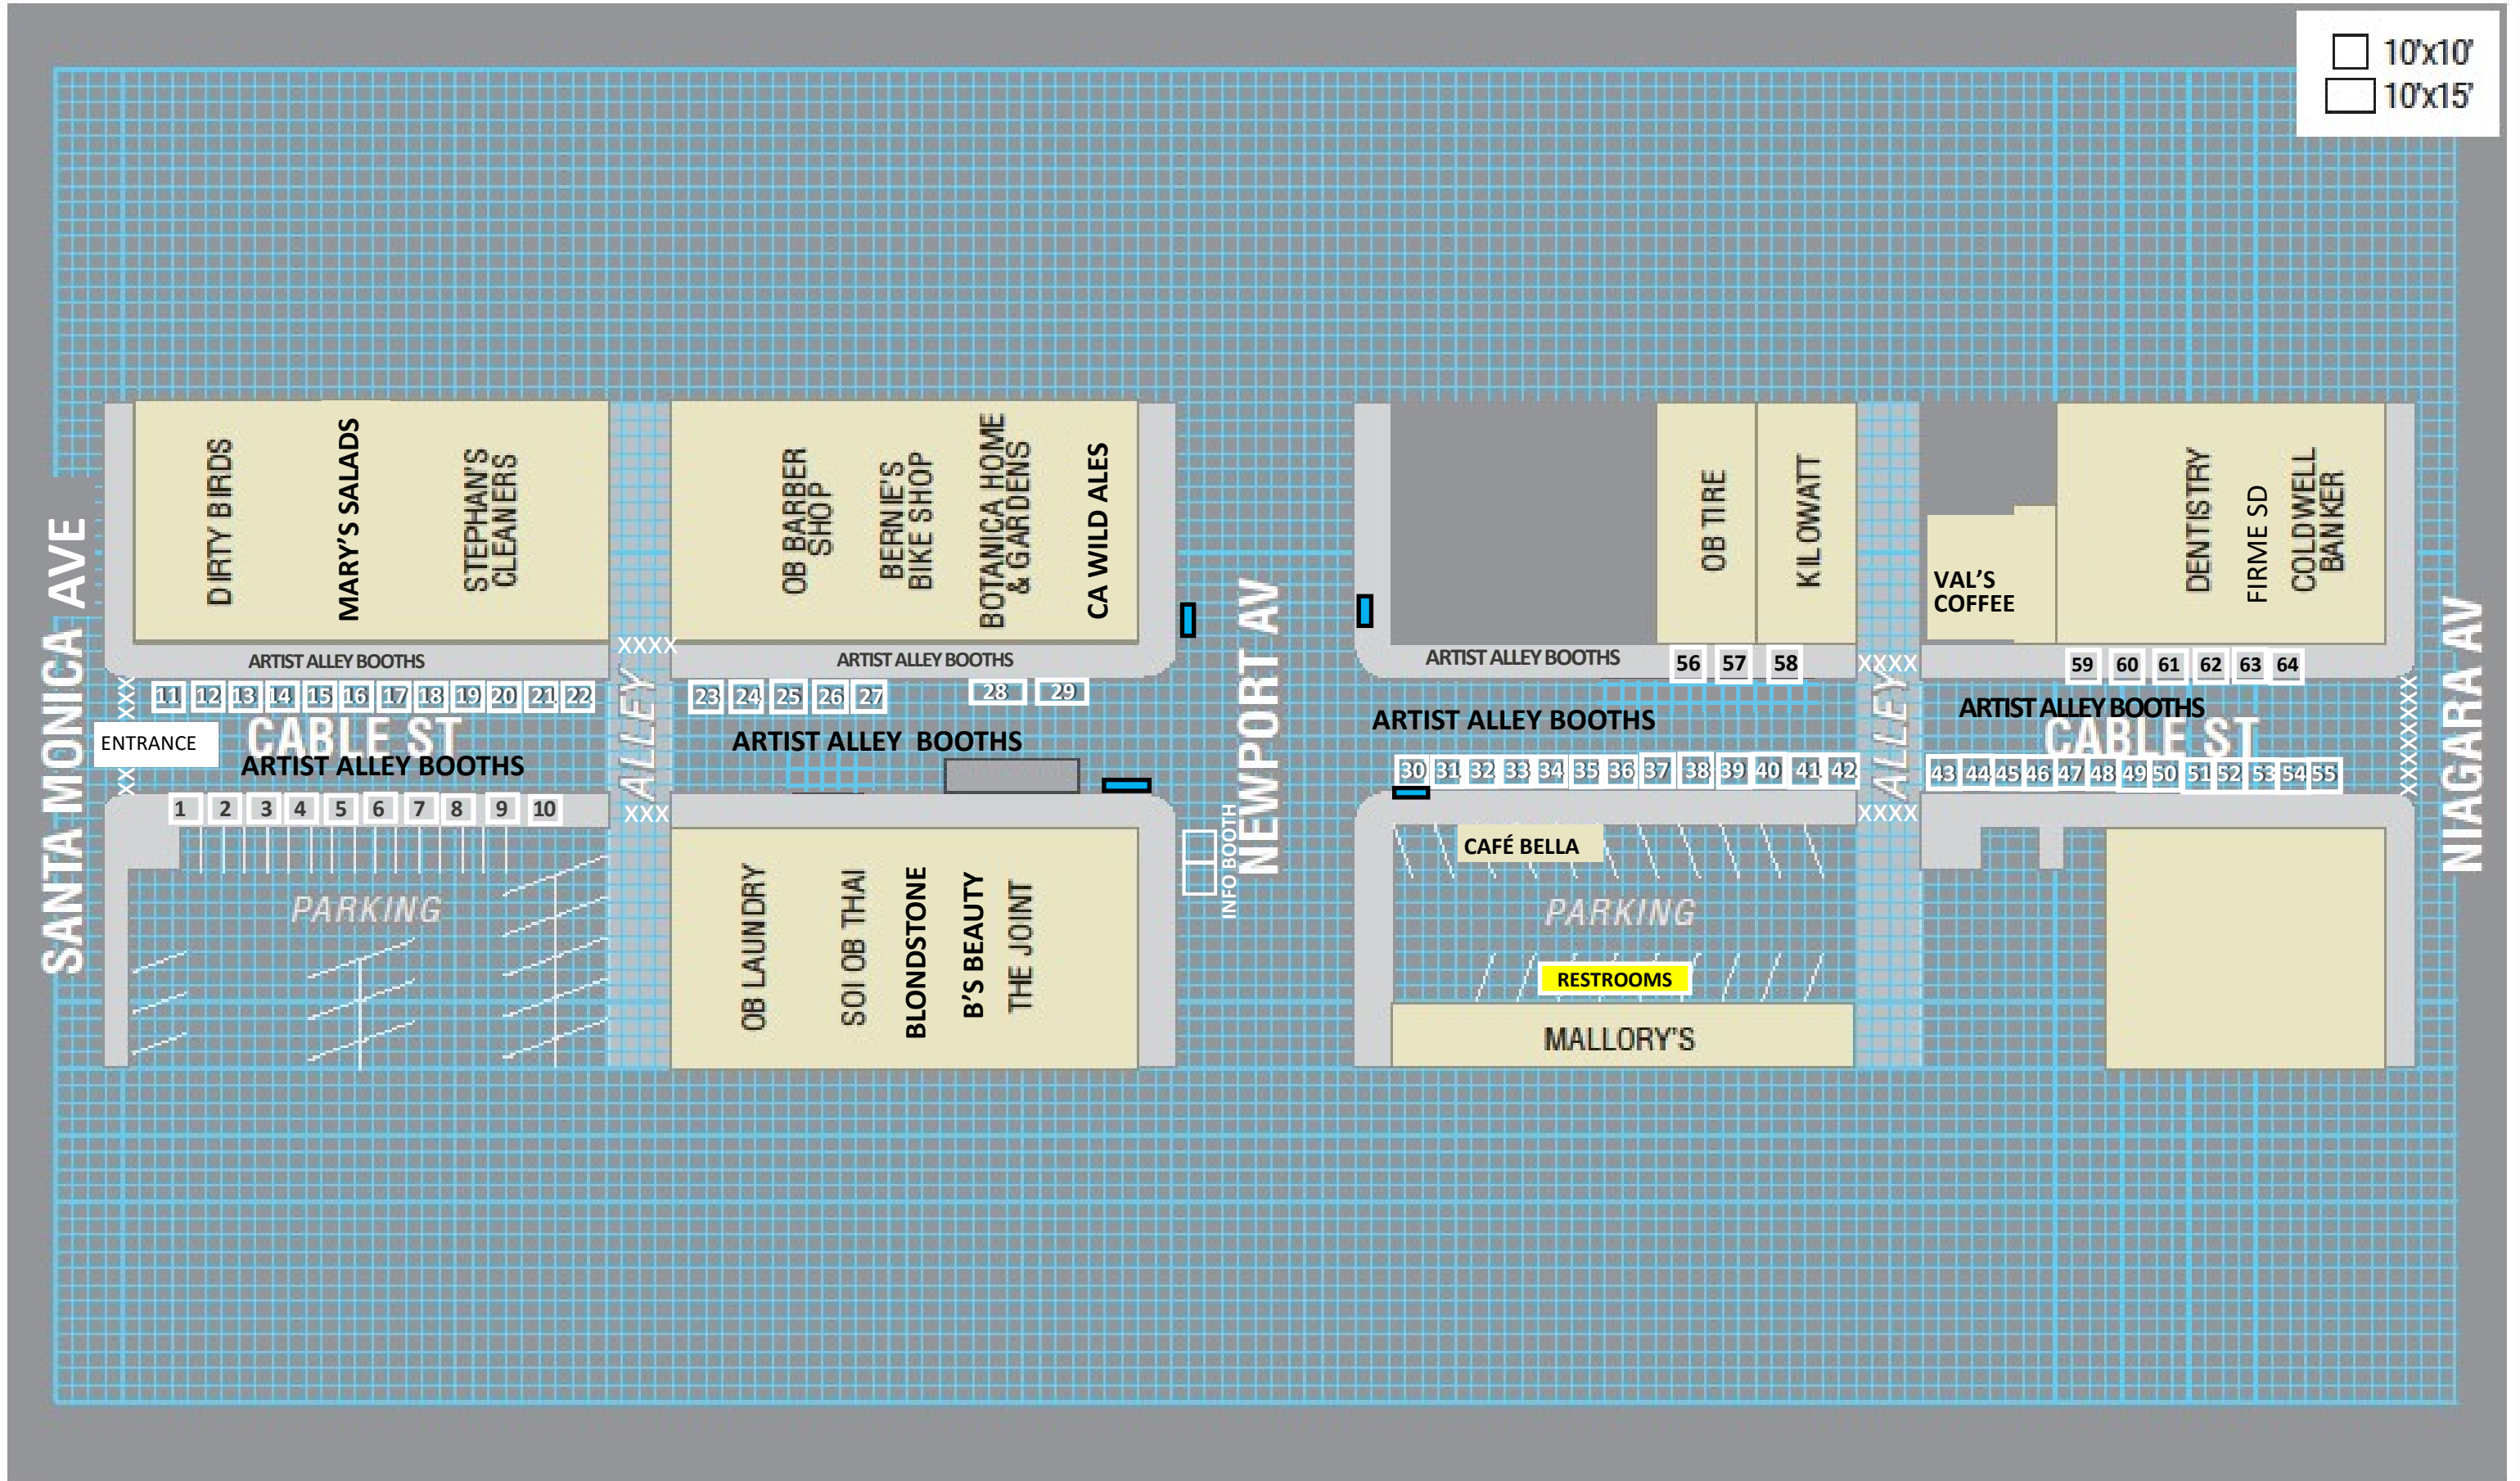 10'x10'
10'x15'
SANTA MONICA AVE
DIRTY BIRDS
MARY'S SALADS
STEPHAN'S
CLEANERS
OB BARBER
SHOP
BERNIE'S
BIKE SHOP
BOTANICA HOME
& GARDENS
CA WILD ALES
OB TIRE
KILOWATT
VAL'S
COFFEE
DENTISTRY
FIRME SD
COLDWELL
BANKER
XXXX
ARTIST ALLEY BOOTHS
ARTIST ALLEY BOOTHS
ARTIST ALLEY BOOTHS
56 57 58
XXXX
59 60 61 62 63 64
XXX
11 12 13 14 15 16 17 18 19 20 21 22
23 24 25 26 27 28 29
XXXXXXXX
ENTRANCE
CABLE ST
ARTIST ALLEY BOOTHS
ALLEY
ARTIST ALLEY BOOTHS
NEWPORT AV
ARTIST ALLEY BOOTHS
ALLEY
ARTIST ALLEY BOOTHS
CABLE ST
NIAGARA AV
XX
30 31 32 33 34 35 36 37 38 39 40 41 42
43 44 45 46 47 48 49 50 51 52 53 54 55
1 2 3 4 5 6 7 8 9 10
XXX
XXXX
INFO BOOTH
CAFÉ BELLA
PARKING
PARKING
OB LAUNDRY
SOI OB THAI
BLONDSTONE
B'S BEAUTY
THE JOINT
RESTROOMS
MALLORY'S